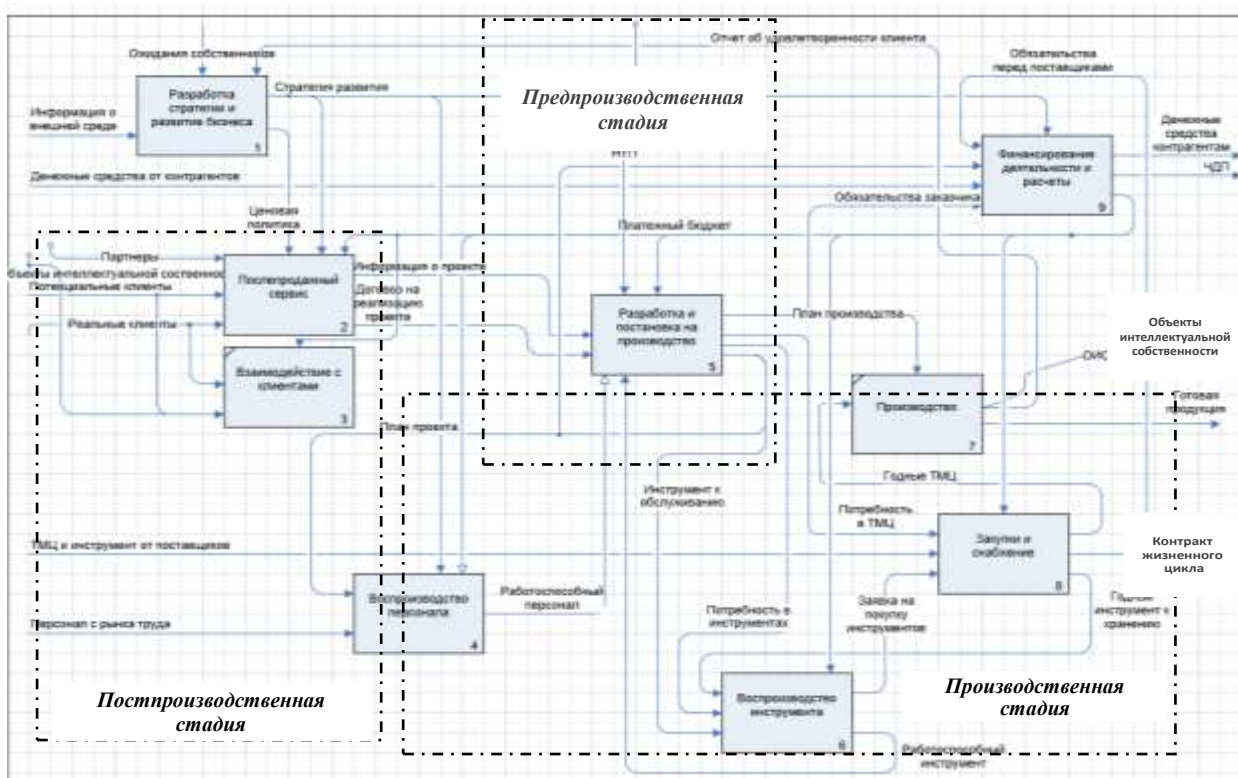 Ожидания собственников
Отчет об удовлетворенности клиента
Обязательства
перед поставщиками
Стратегия развития
Разработка
стратегии и
развитие бизнеса
1
Предпроизводственная
стадия
Информация о
внешней среде
Денежные
средства
контрагентам
ЧДП
Финансирование
деятельности и
расчеты
9
Денежные средства от контрагентов
Обязательства заказчика
Ценовая
политика
Платежный бюджет
Партнеры
Потенциальные клиенты
Реальные клиенты
Послепродажный
сервис
2
Информация о проекте
Договор на
реализацию
проекта
Разработка и
постановка на
производство
5
План производства
Объекты
интеллектуальной
собственности
ОИС
Взаимодействие с
клиентами
3
Производство
7
Готовая
продукция
План проекта
Годные ТМЦ
Инструмент к
обслуживанию
Потребность
в ТМЦ
ТМЦ и инструмент от поставщиков
Закупки и
снабжение
8
Контракт
жизненного
цикла
Воспроизводство
персонала
4
Работоспособный
персонал
Потребность в
инструментах
Заявка на
покупку
инструментов
инструмент к
хранению
Персонал с рынка труда
Воспроизводство
инструмента
6
Постпроизводственная
стадия
Производственная
стадия
Работоспособный
инструмент